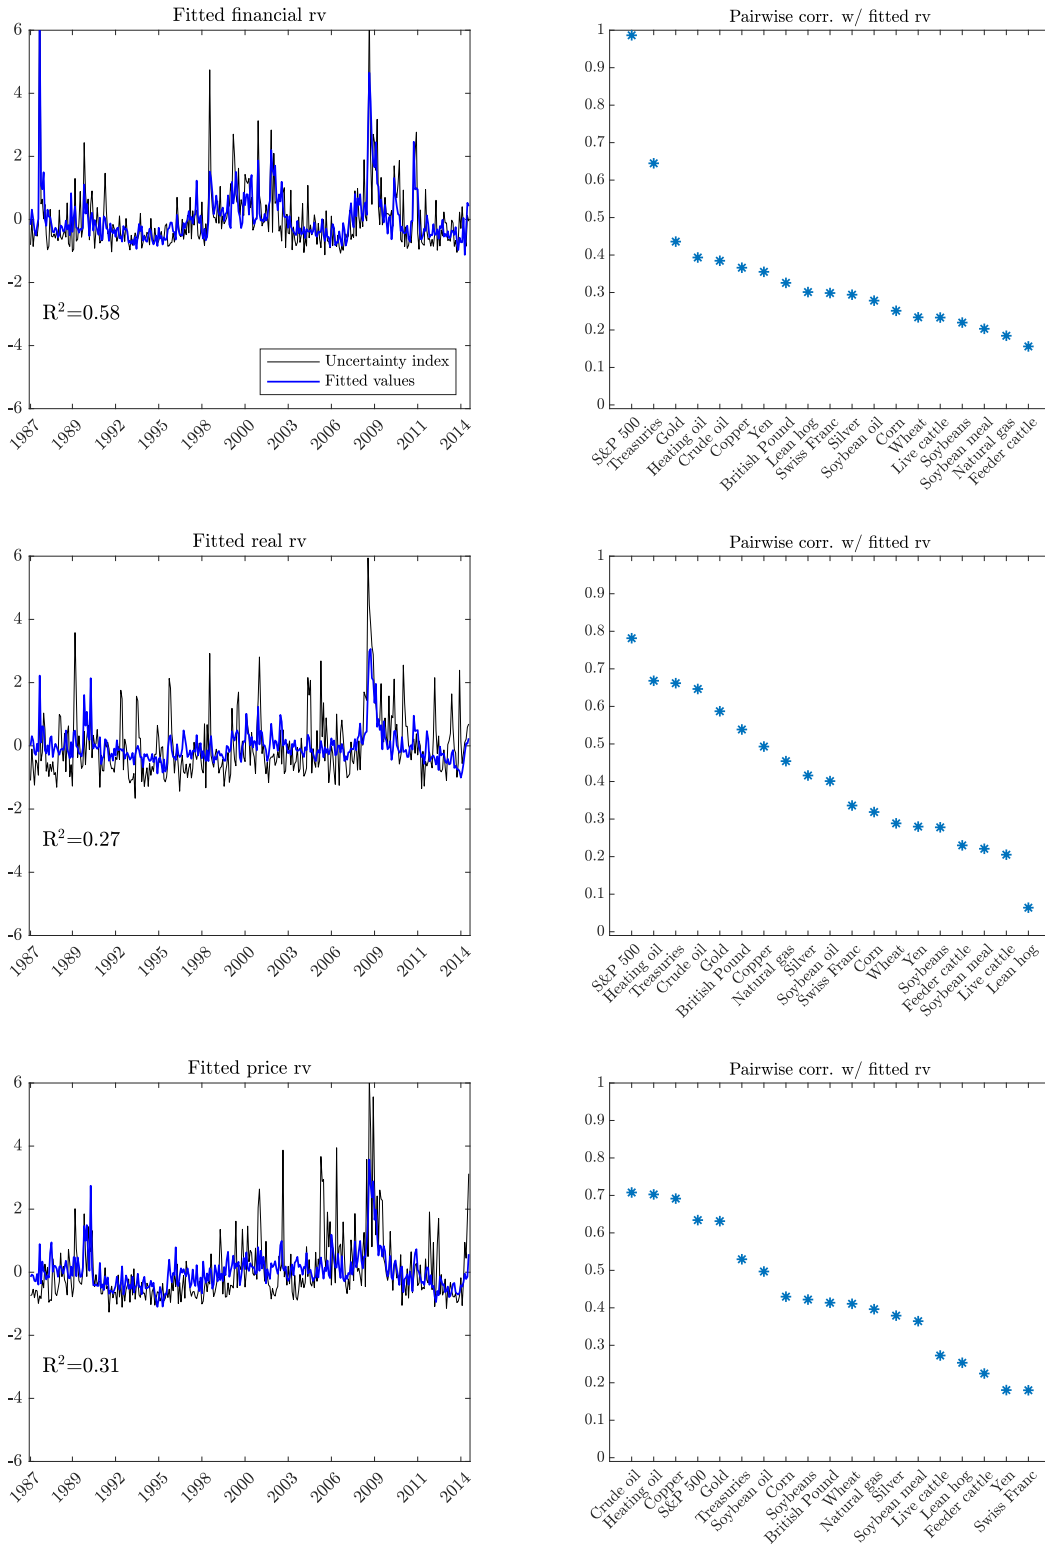 Fitted financial rv
6
4
2
0
-2
-4
-6
R²=0.58
Uncertainty index
Fitted values
1987
1989
1992
1995
1998
2000
2003
2006
2009
2011
2014
Pairwise corr. w/ fitted rv
1
0.9
0.8
0.7
0.6
0.5
0.4
0.3
0.2
0.1
0
S&P 500
Treasuries
Gold
Heating oil
Crude oil
Copper
Yen
British Pound
Lean hog
Swiss Franc
Silver
Soybean oil
Corn
Wheat
Live cattle
Soybeans
Soybean meal
Natural gas
Feeder cattle
Fitted real rv
6
4
2
0
-2
-4
-6
R²=0.27
1987
1989
1992
1995
1998
2000
2003
2006
2009
2011
2014
Pairwise corr. w/ fitted rv
1
0.9
0.8
0.7
0.6
0.5
0.4
0.3
0.2
0.1
0
S&P 500
Heating oil
Treasuries
Crude oil
Gold
British Pound
Copper
Natural gas
Silver
Soybean oil
Swiss Franc
Corn
Wheat
Yen
Soybeans
Feeder cattle
Soybean meal
Live cattle
Lean hog
Fitted price rv
6
4
2
0
-2
-4
-6
R²=0.31
1987
1989
1992
1995
1998
2000
2003
2006
2009
2011
2014
Pairwise corr. w/ fitted rv
1
0.9
0.8
0.7
0.6
0.5
0.4
0.3
0.2
0.1
0
Crude oil
Heating oil
Copper
S&P 500
Gold
Treasuries
Soybean oil
Corn
Soybeans
British Pound
Wheat
Natural gas
Silver
Soybean meal
Live cattle
Lean hog
Feeder cattle
Yen
Swiss Franc